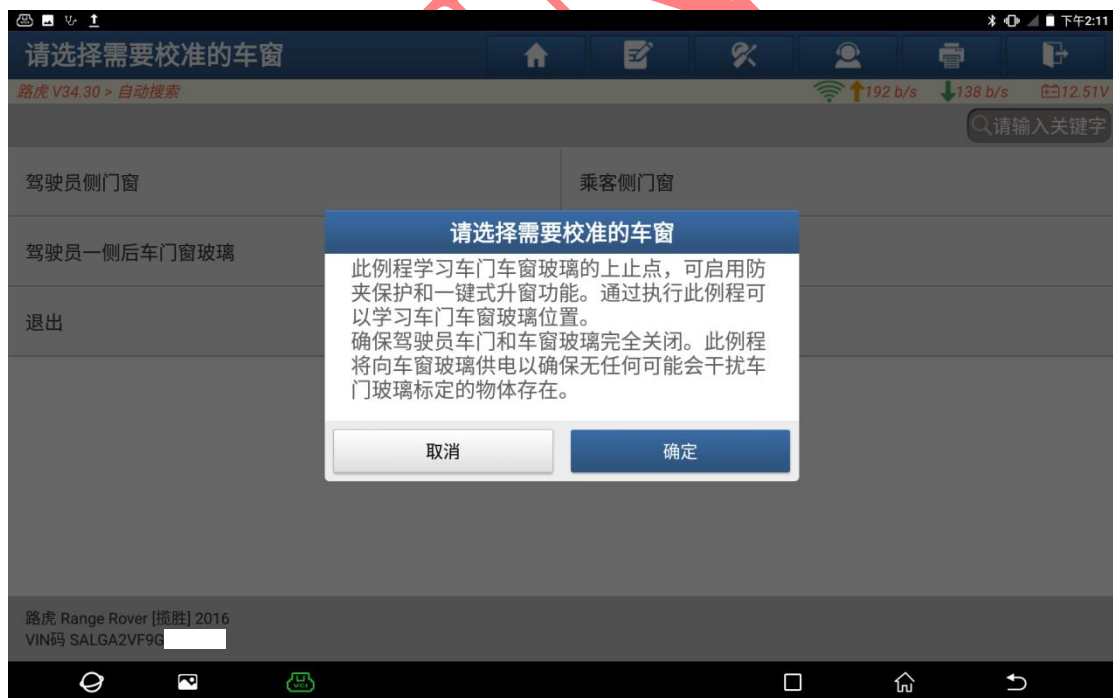 下午2:11
请选择需要校准的车窗
路虎 V34.30 > 自动搜索
192 b/s
138 b/s
12.51V
请输入关键字
驾驶员侧门窗
乘客侧门窗
驾驶员一侧后车门窗玻璃
退出
请选择需要校准的车窗
此例程学习车门车窗玻璃的上止点，可启用防
夹保护和一键式升窗功能。通过执行此例程可
以学习车门车窗玻璃位置。
确保驾驶员车门和车窗玻璃完全关闭。此例程
将向车窗玻璃供电以确保无任何可能会干扰车
门玻璃标定的物体存在。
取消
确定
路虎 Range Rover [揽胜] 2016
VIN码 SALGA2VF9G
VCI